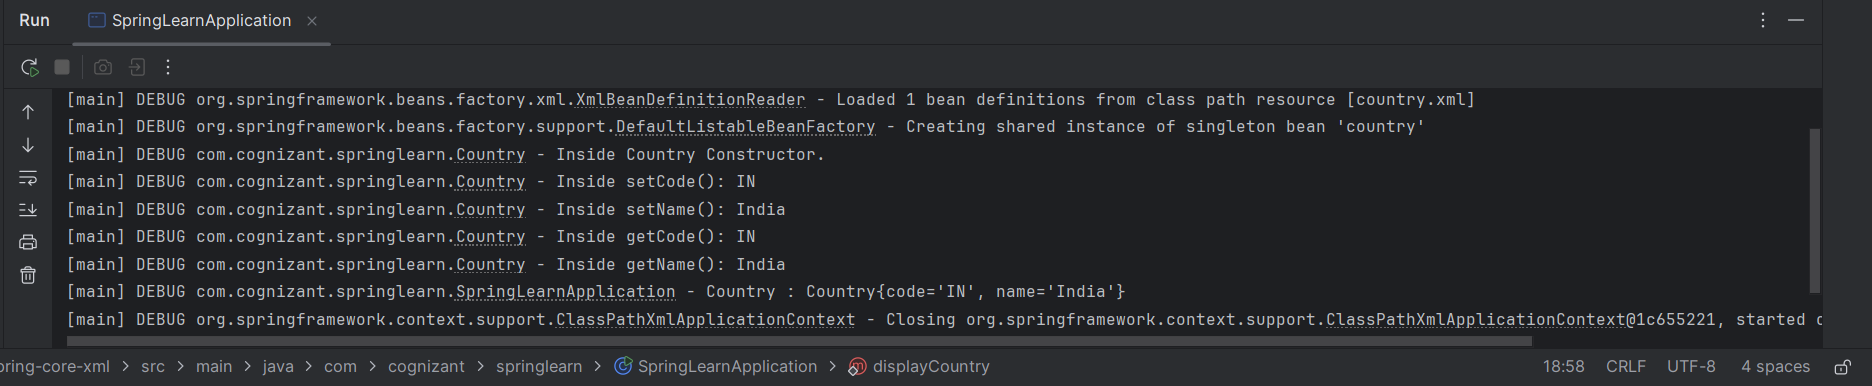 Run SpringLearnApplication
[main] DEBUG org.springframework.beans.factory.xml.XmlBeanDefinitionReader - Loaded 1 bean definitions from class path resource [country.xml]
[main] DEBUG org.springframework.beans.factory.support.DefaultListableBeanFactory - Creating shared instance of singleton bean 'country'
[main] DEBUG com.cognizant.springlearn.Country - Inside Country Constructor.
[main] DEBUG com.cognizant.springlearn.Country - Inside setCode(): IN
[main] DEBUG com.cognizant.springlearn.Country - Inside setName(): India
[main] DEBUG com.cognizant.springlearn.Country - Inside getCode(): IN
[main] DEBUG com.cognizant.springlearn.Country - Inside getName(): India
[main] DEBUG com.cognizant.springlearn.SpringLearnApplication - Country : Country{code='IN', name='India'}
[main] DEBUG org.springframework.context.support.ClassPathXmlApplicationContext - Closing org.springframework.context.support.ClassPathXmlApplicationContext@1c655221, started
pring-core-xml > src > main > java > com > cognizant > springlearn > SpringLearnApplication > displayCountry 18:58 CRLF UTF-8 4 spaces